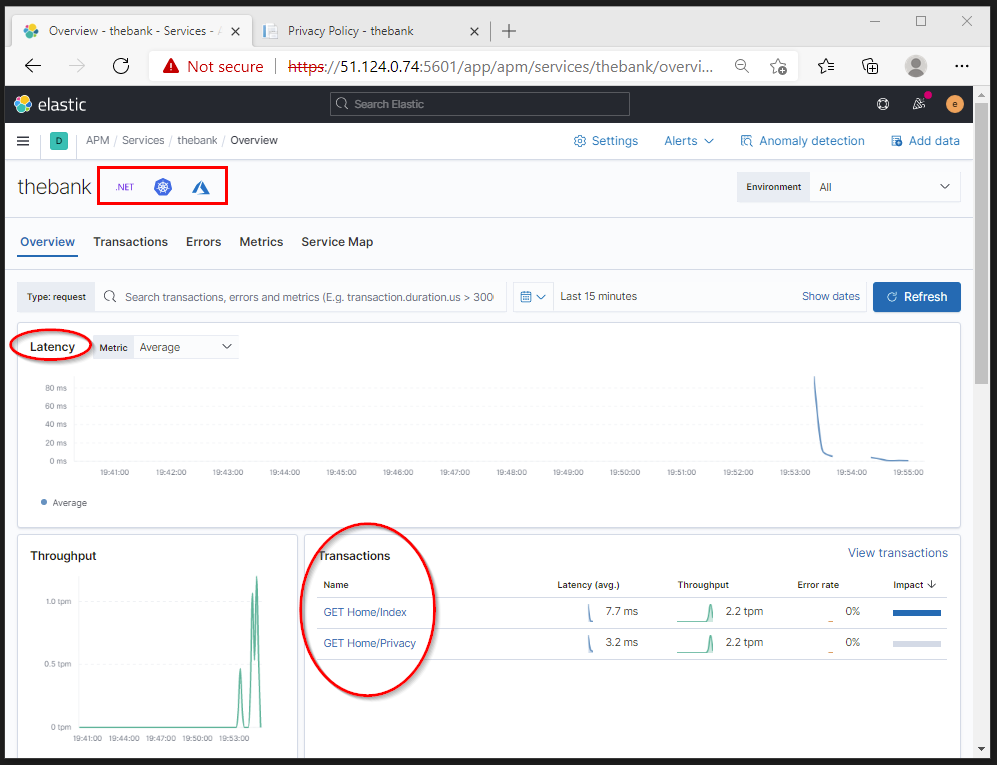 Overview - thebank - Services -
Privacy Policy - thebank
Not secure https://51.124.0.74:5601/app/apm/services/thebank/overvi...
elastic Search Elastic e
D APM / Services / thebank / Overview Settings Alerts Anomaly detection Add data
thebank .NET Environment All
Overview Transactions Errors Metrics Service Map
Type: request Search transactions, errors and metrics (E.g. transaction.duration.us > 300 Last 15 minutes Show dates Refresh
Latency Metric Average
80 ms
60 ms
40 ms
20 ms
0 ms
19:41:00 19:42:00 19:43:00 19:44:00 19:45:00 19:46:00 19:47:00 19:48:00 19:49:00 19:50:00 19:51:00 19:52:00 19:53:00 19:54:00 19:55:00
Average
Throughput
1.0 tpm
0.5 tpm
0 tpm
19:41:00 19:44:00 19:47:00 19:50:00 19:53:00
Transactions View transactions
Name Latency (avg.) Throughput Error rate Impact
GET Home/Index 7.7 ms 2.2 tpm 0%
GET Home/Privacy 3.2 ms 2.2 tpm 0%